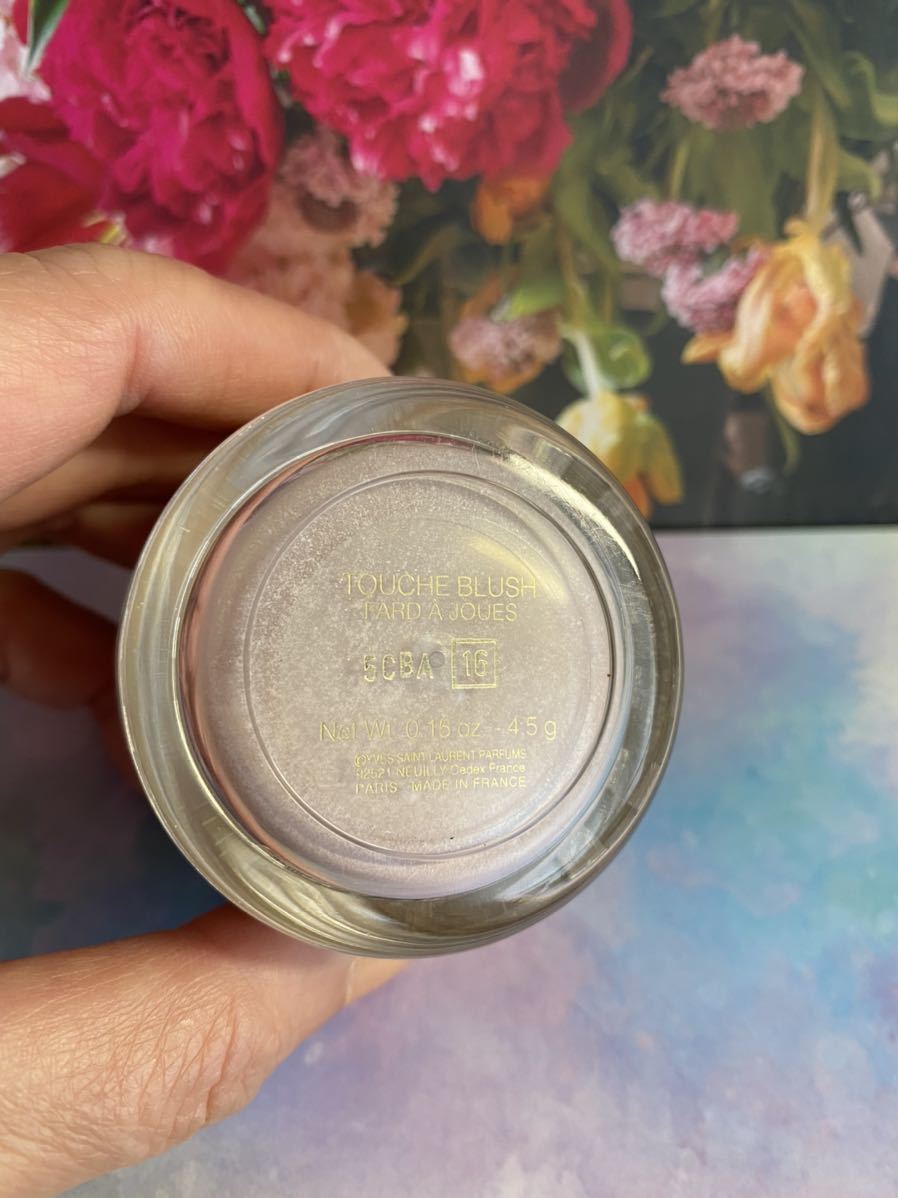 TOUCHE BLUSH
FARD À JOUES
5CBA 16
Net Wt. 0.15 oz - 4.5 g
©YVES SAINT LAURENT PARFUMS
92521 NEUILLY Cedex France
PARIS - MADE IN FRANCE